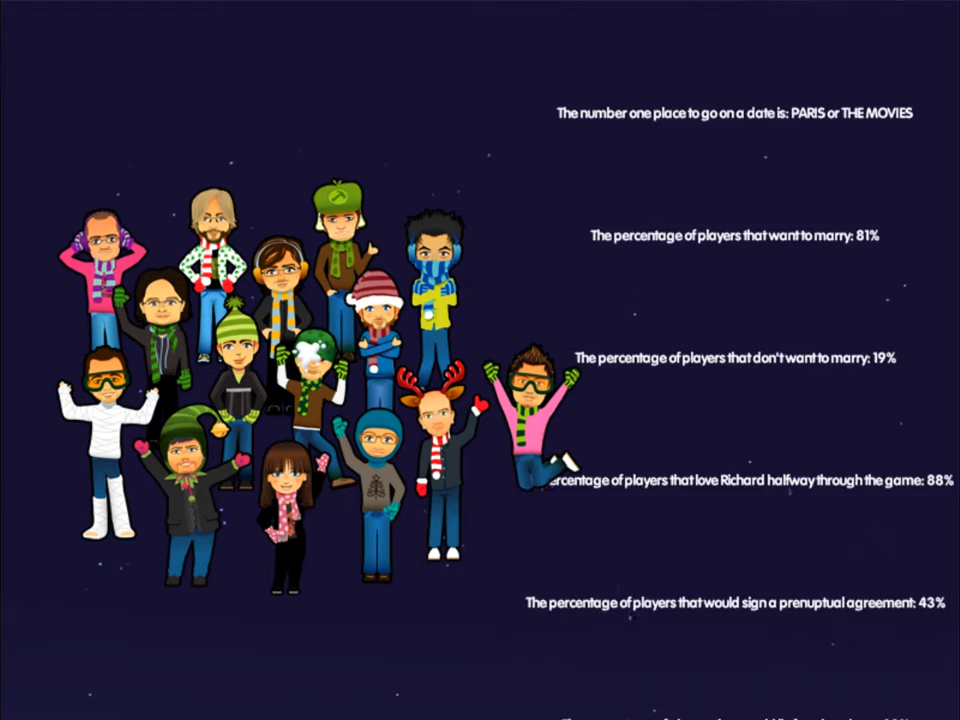 The number one place to go on a date is: PARIS or THE MOVIES
The percentage of players that want to marry: 81%
The percentage of players that don't want to marry: 19%
percentage of players that love Richard halfway through the game: 88%
The percentage of players that would sign a prenuptual agreement: 43%